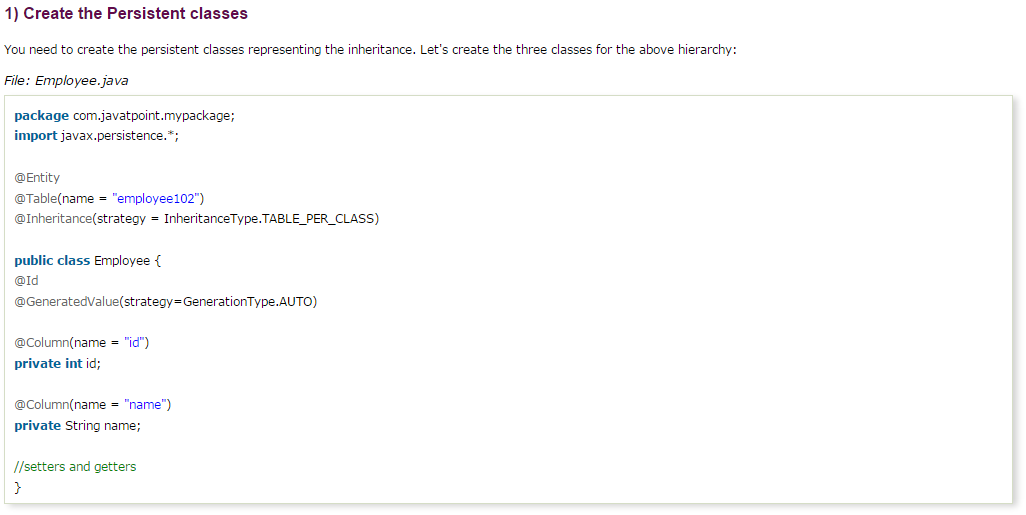 1) Create the Persistent classes
You need to create the persistent classes representing the inheritance. Let's create the three classes for the above hierarchy:
File: Employee.java
package com.javatpoint.mypackage;
import javax.persistence.*;
@Entity
@Table(name = "employee102")
@Inheritance(strategy = InheritanceType.TABLE_PER_CLASS)
public class Employee {
@Id
@GeneratedValue(strategy=GenerationType.AUTO)
@Column(name = "id")
private int id;
@Column(name = "name")
private String name;
//setters and getters
}